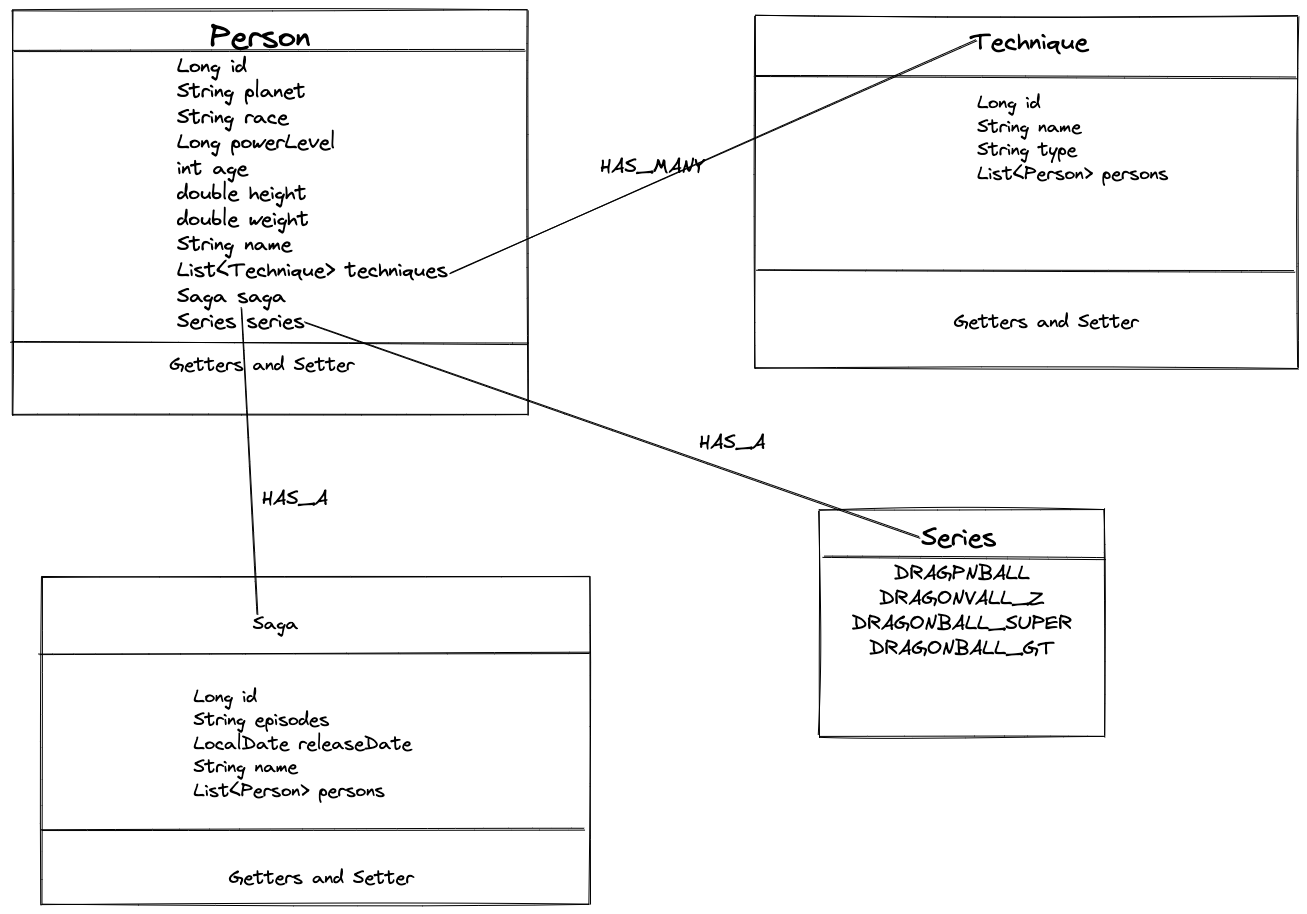 Person
Long id
String planet
String race
Long powerLevel
int age
double height
double weight
String name
List<Technique> techniques
Saga saga
Series series
Getters and Setter
Technique
Long id
String name
String type
List<Person> persons
Getters and Setter
HAS_MANY
HAS_A
HAS_A
Series
DRAGPNBALL
DRAGONVALL_Z
DRAGONBALL_SUPER
DRAGONBALL_GT
Saga
Long id
String episodes
LocalDate releaseDate
String name
List<Person> persons
Getters and Setter